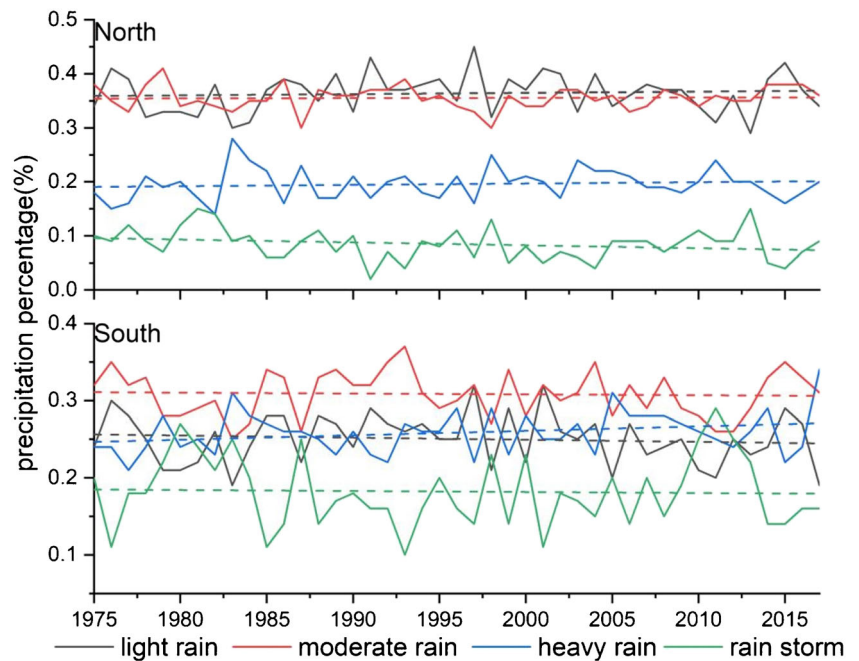 0.5
North
0.4
0.3
0.2
0.1
0.0
0.4
South
0.3
0.2
0.1
precipitation percentage(%)
1975 1980 1985 1990 1995 2000 2005 2010 2015
light rain moderate rain heavy rain rain storm